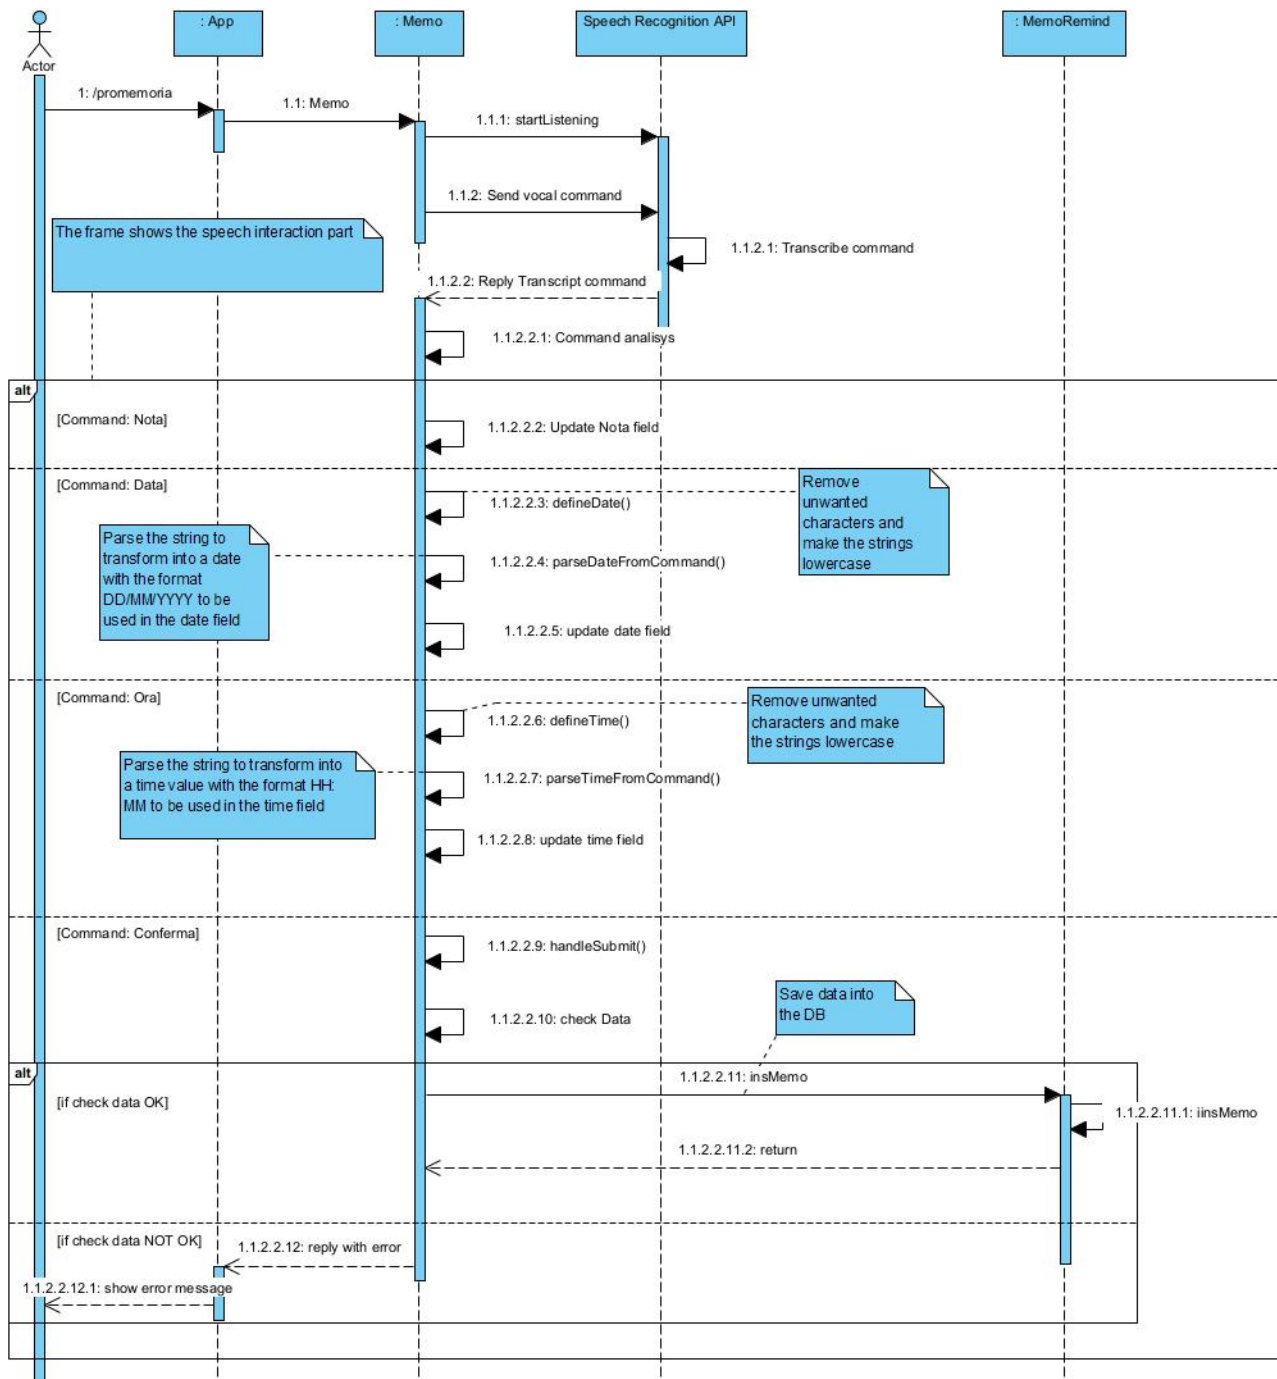 : App
: Memo
Speech Recognition API
: MemoRemind
Actor
1: /promemoria
1.1: Memo
1.1.1: startListening
1.1.2: Send vocal command
The frame shows the speech interaction part
1.1.2.1: Transcribe command
1.1.2.2: Reply Transcript command
1.1.2.2.1: Command analisys
alt
[Command: Nota]
1.1.2.2.2: Update Nota field
[Command: Data]
1.1.2.2.3: defineDate()
Remove
unwanted
characters and
make the strings
lowercase
Parse the string to
transform into a date
with the format
DD/MM/YYYY to be
used in the date field
1.1.2.2.4: parseDateFromCommand()
1.1.2.2.5: update date field
[Command: Ora]
1.1.2.2.6: defineTime()
Remove unwanted
characters and make
the strings lowercase
Parse the string to transform into
a time value with the format HH:
MM to be used in the time field
1.1.2.2.7: parseTimeFromCommand()
1.1.2.2.8: update time field
[Command: Conferma]
1.1.2.2.9: handleSubmit()
Save data into
the DB
1.1.2.2.10: check Data
alt
1.1.2.2.11: insMemo
[if check data OK]
1.1.2.2.11.1: iinsMemo
1.1.2.2.11.2: return
[if check data NOT OK]
1.1.2.2.12: reply with error
1.1.2.2.12.1: show error message